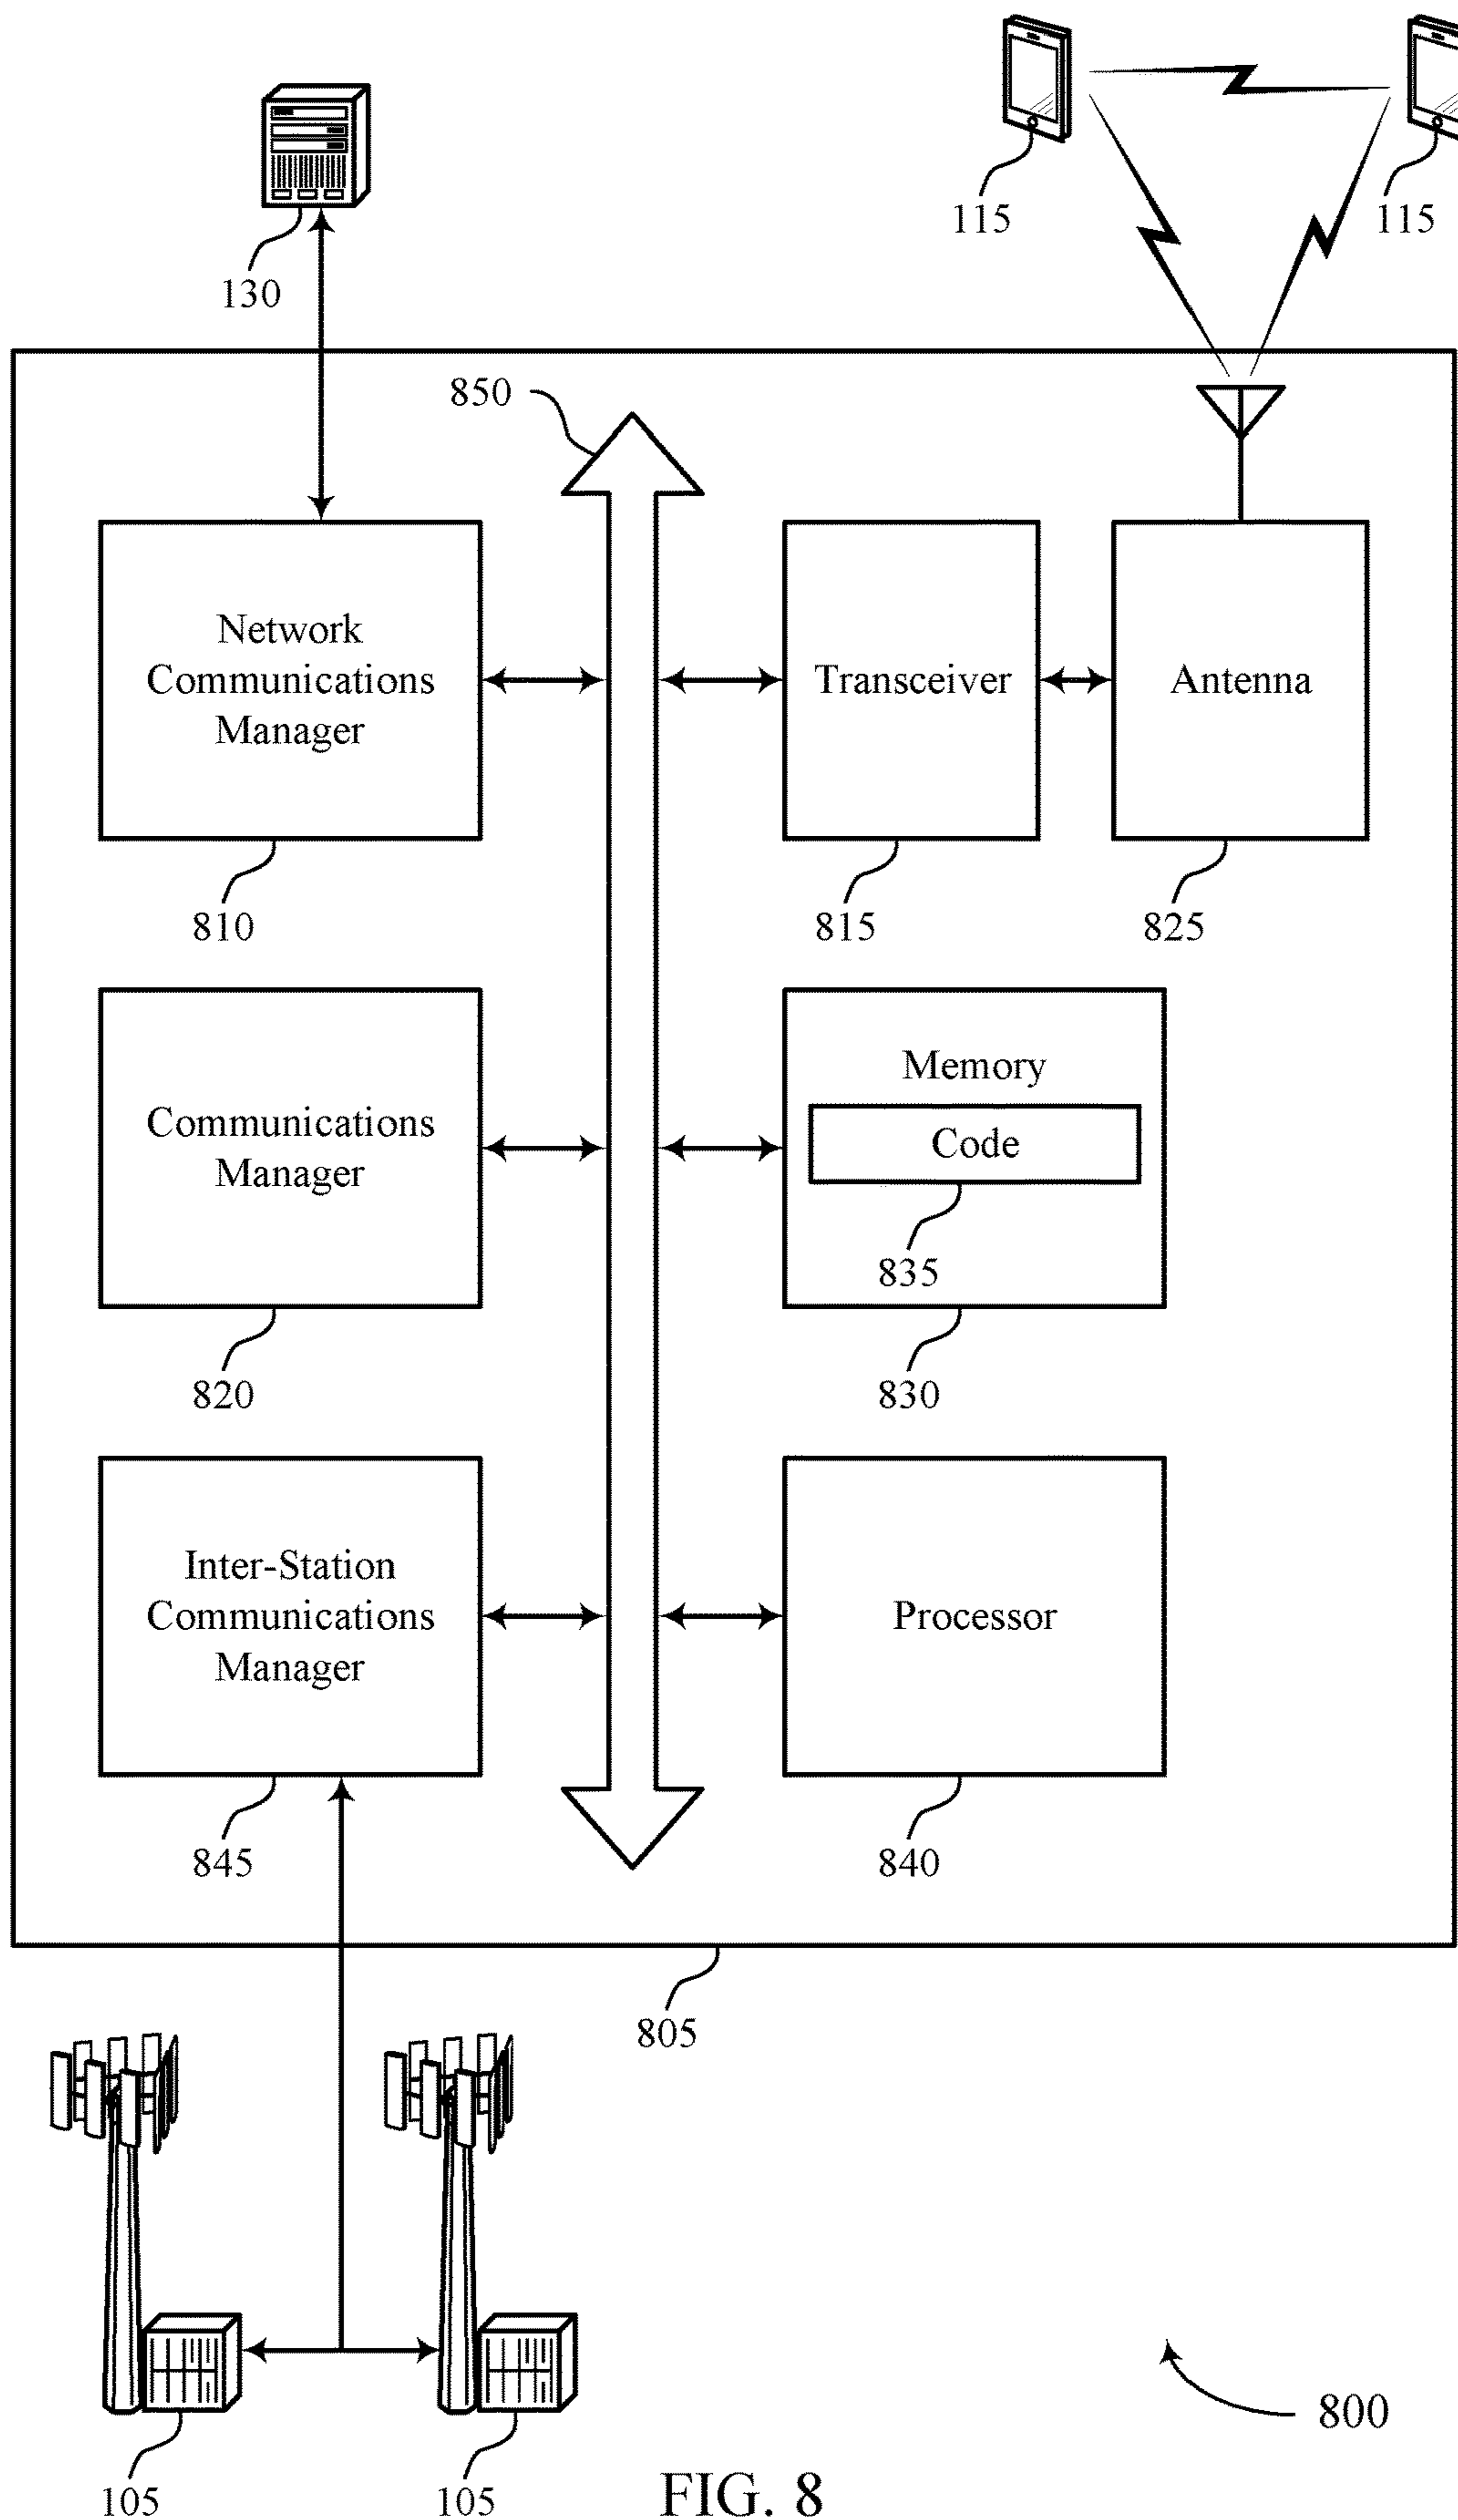 115
115
130
850
Network
Communications
Manager
Transceiver
Antenna
810
815
825
Communications
Manager
Memory
Code
835
820
830
Inter-Station
Communications
Manager
Processor
845
840
805
800
105
105
FIG. 8